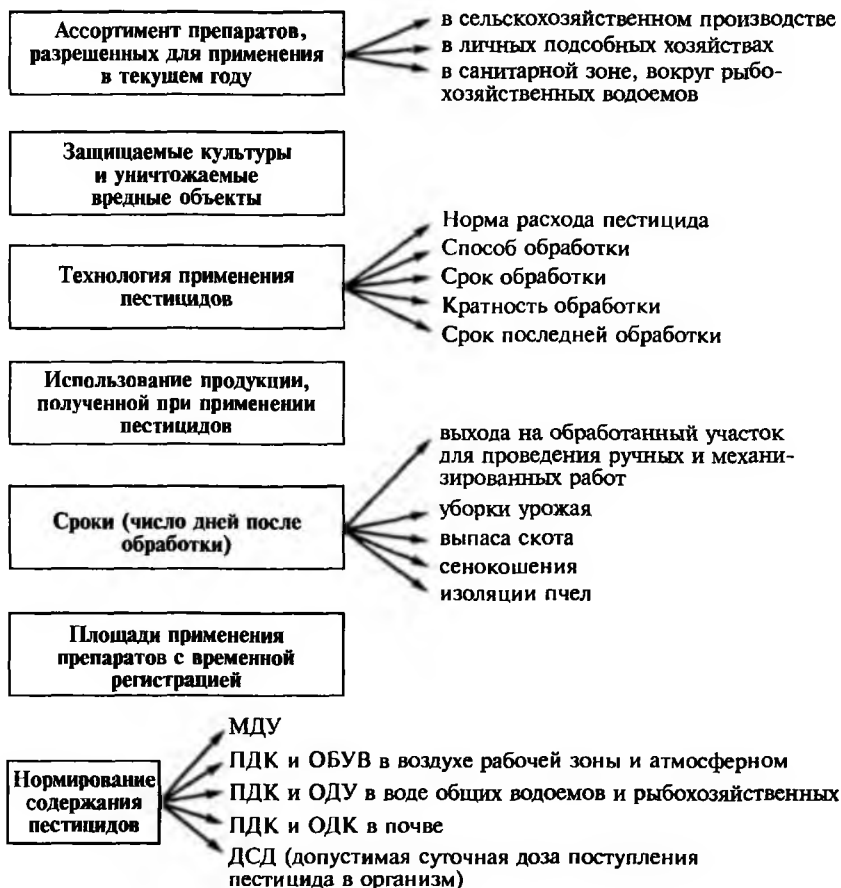 Ассортимент препаратов,
разрешенных для применения
в текущем году
в сельскохозяйственном производстве
в личных подсобных хозяйствах
в санитарной зоне, вокруг рыбо-
хозяйственных водоемов
Защищаемые культуры
и уничтожаемые
вредные объекты
Технология применения
пестицидов
Норма расхода пестицида
Способ обработки
Срок обработки
Кратность обработки
Срок последней обработки
Использование продукции,
полученной при применении
пестицидов
Сроки (число дней после
обработки)
выхода на обработанный участок
для проведения ручных и механи-
зированных работ
уборки урожая
выпаса скота
сенокошения
изоляции пчел
Площади применения
препаратов с временной
регистрацией
Нормирование
содержания
пестицидов
МДУ
ПДК и ОБУВ в воздухе рабочей зоны и атмосферном
ПДК и ОДУ в воде общих водоемов и рыбохозяйственных
ПДК и ОДК в почве
ДСД (допустимая суточная доза поступления
пестицида в организм)